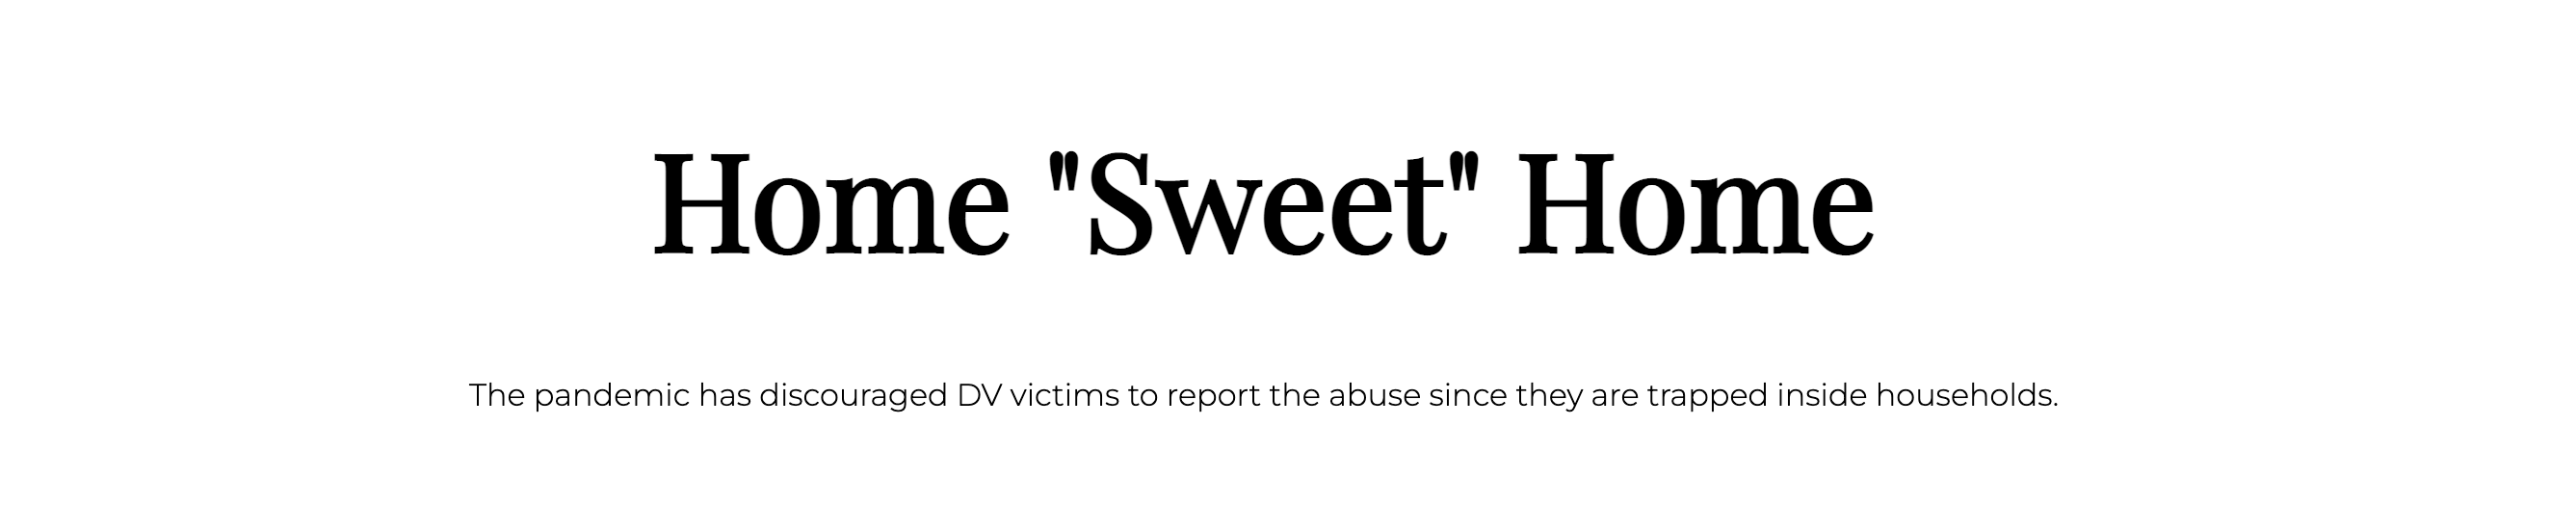 Home "Sweet" Home
The pandemic has discouraged DV victims to report the abuse since they are trapped inside households.